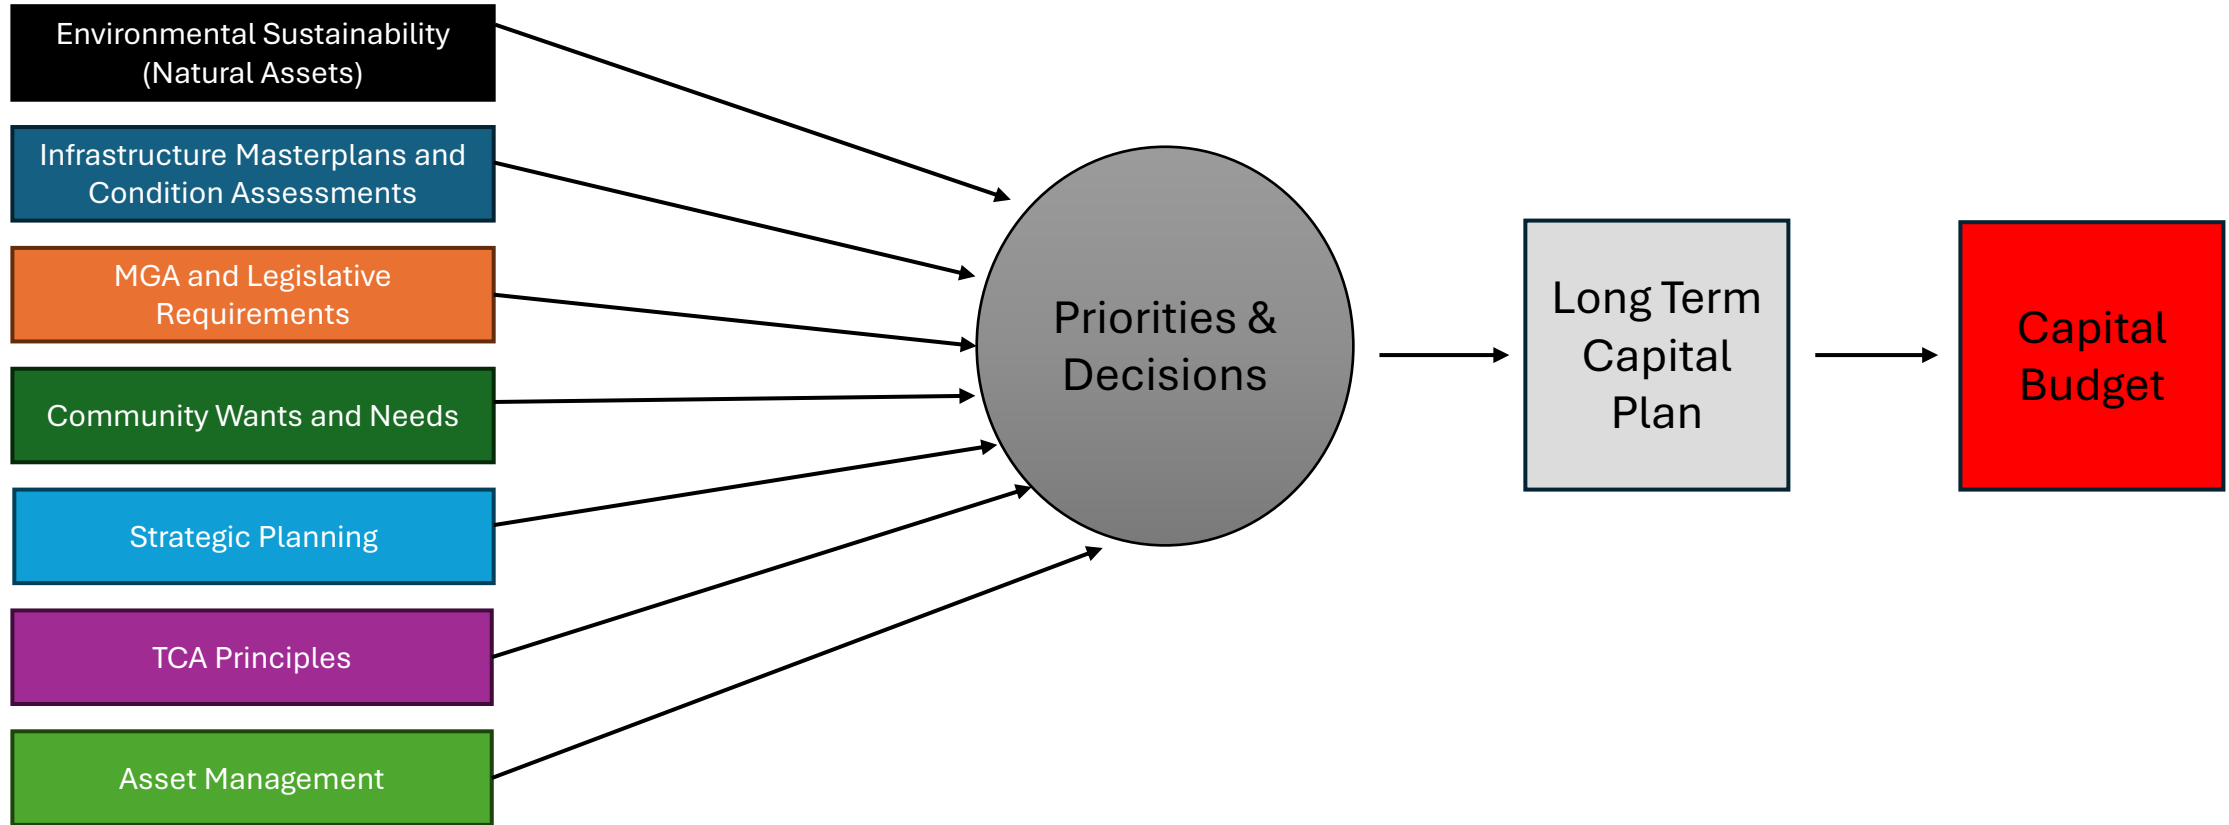 Environmental Sustainability
(Natural Assets)
Infrastructure Masterplans and
Condition Assessments
MGA and Legislative
Requirements
Community Wants and Needs
Strategic Planning
TCA Principles
Asset Management
Priorities &
Decisions
Long Term
Capital
Plan
Capital
Budget